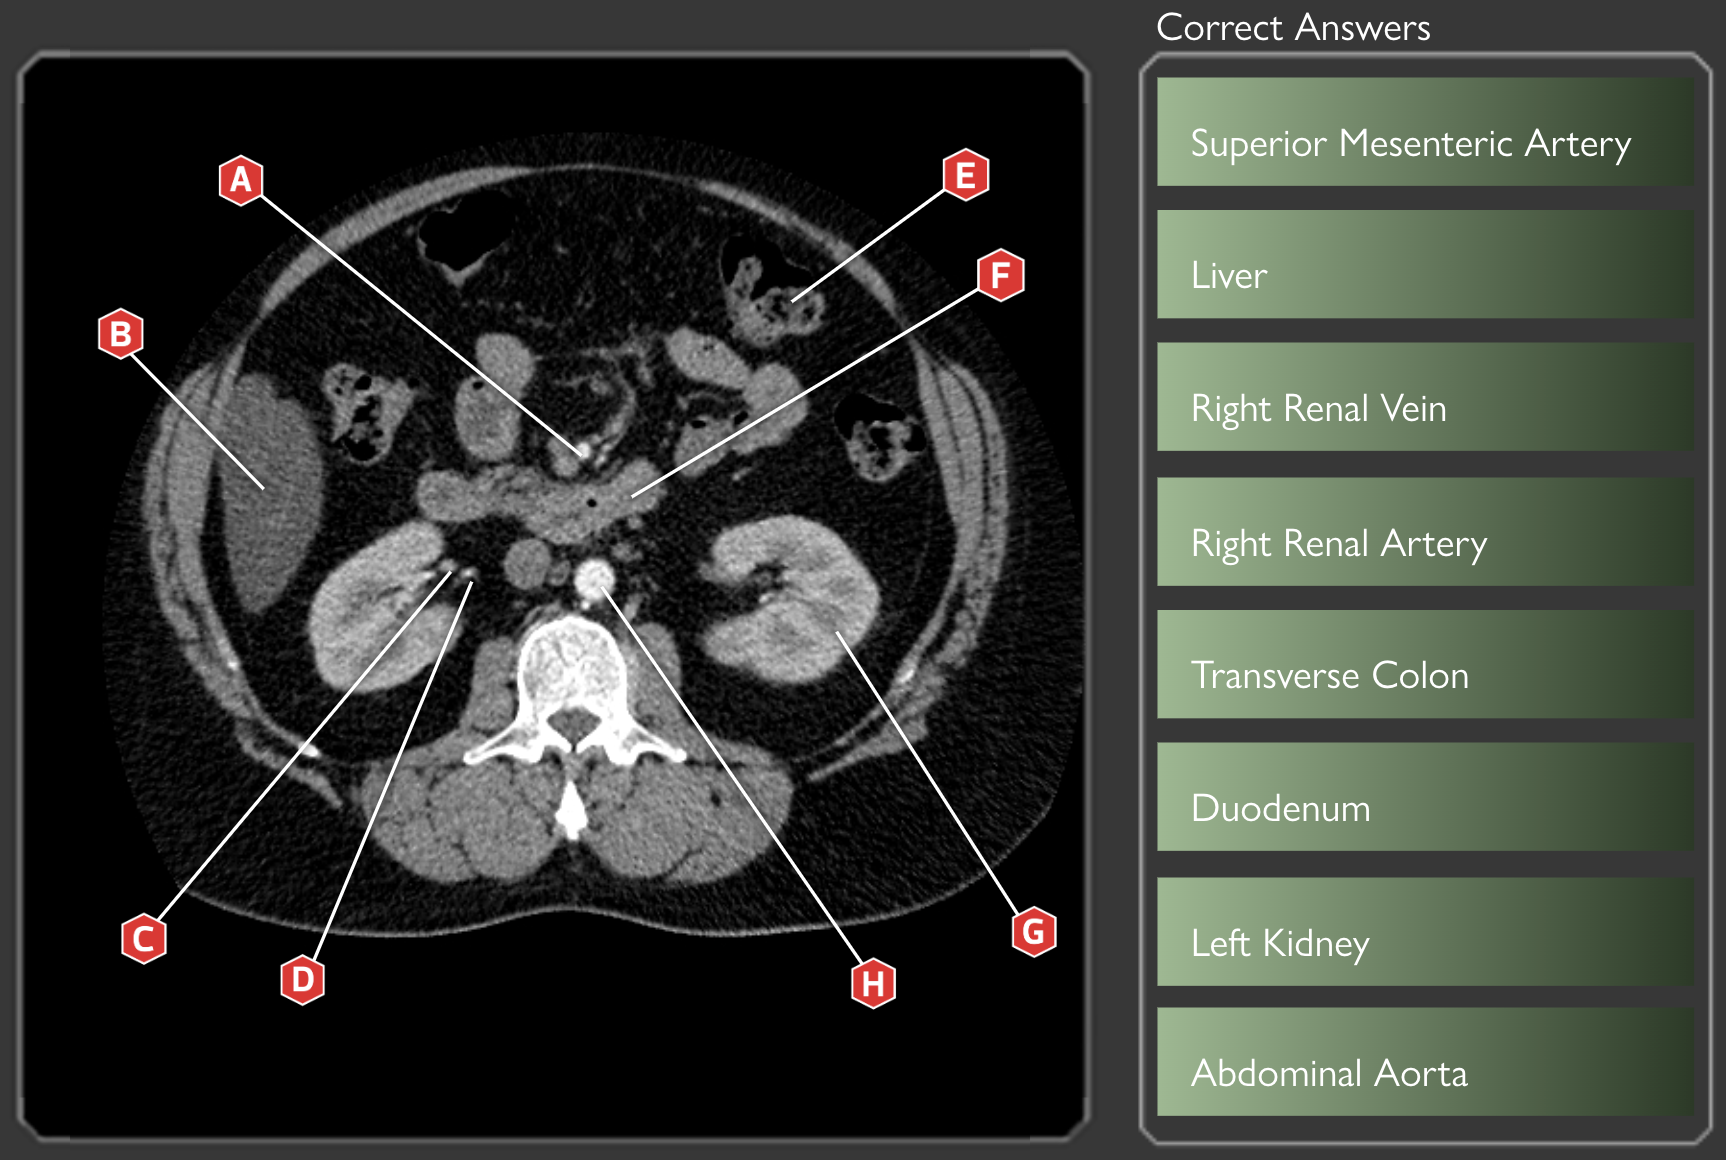 Correct Answers
A
E
Superior Mesenteric Artery
F
Liver
B
Right Renal Vein
Right Renal Artery
Transverse Colon
Duodenum
C
G
Left Kidney
D
H
Abdominal Aorta